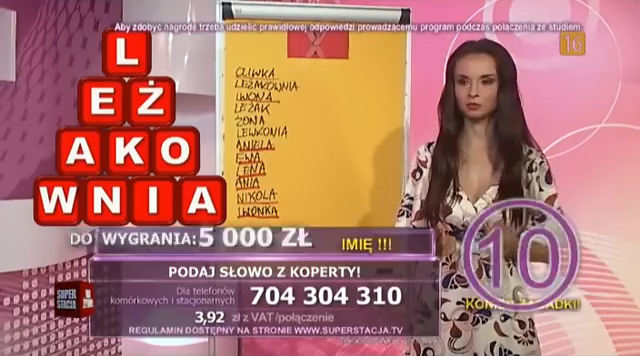 Aby zdobyć nagrodę trzeba udzielić prawidłowej odpowiedzi prowadzącemu program podczas połączenia ze studiem
16
X
L
EŻ
AKO
WNIA
OLIWKA
LEŻAKOWNIA
IWONA
LEŻAK
ŻONA
LEWKONIA
ANIELA
EWA
LENA
ANIA
NIKOLA
IWONKA
DO WYGRANIA: 5 000 ZŁ
IMIĘ !!!
10
PODAJ SŁOWO Z KOPERTY!
Dla telefonów
komórkowych i stacjonarnych
704 304 310
3,92 zł z VAT/połączenie
REGULAMIN DOSTĘPNY NA STRONIE WWW.SUPERSTACJA.TV
SUPER
STACJA